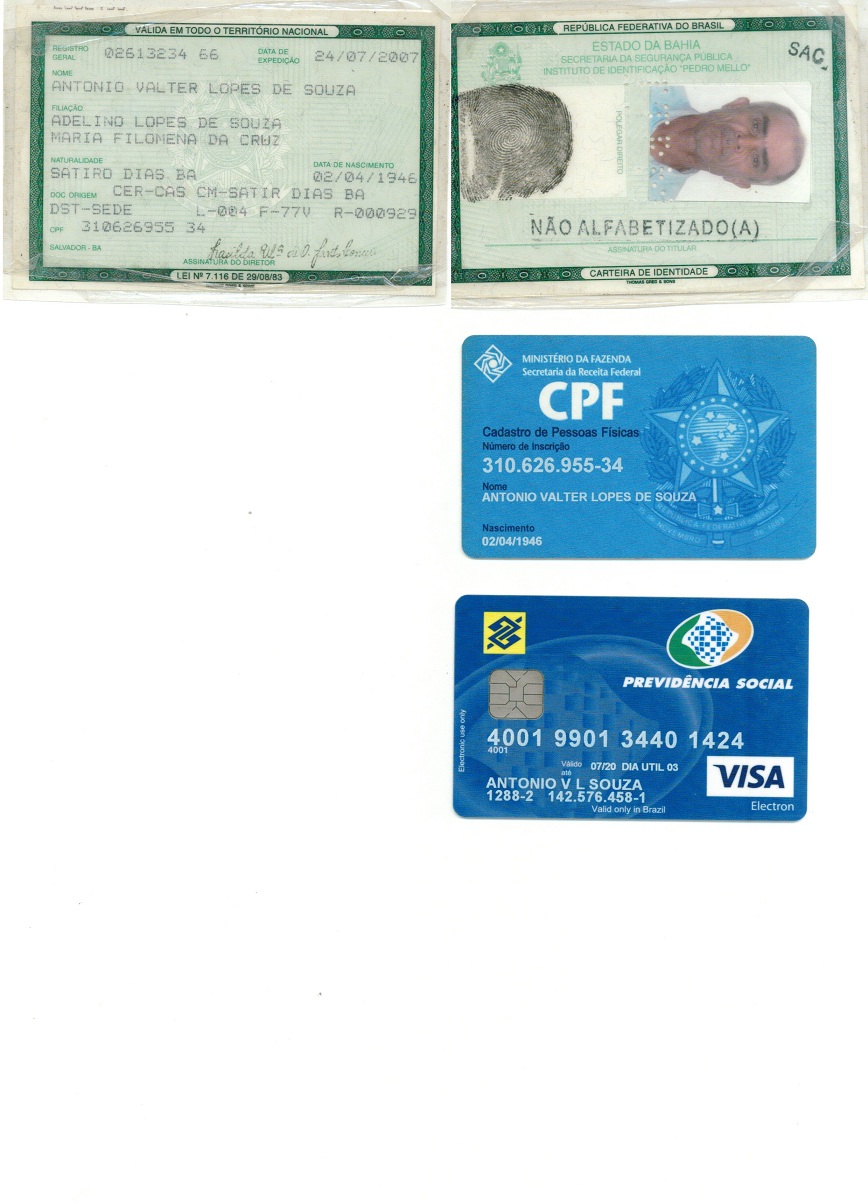 VÁLIDA EM TODO O TERRITÓRIO NACIONAL
REGISTRO GERAL 02613234 66 DATA DE EXPEDIÇÃO 24/07/2007
NOME
ANTONIO VALTER LOPES DE SOUZA
FILIAÇÃO
ADELINO LOPES DE SOUZA
MARIA FILOMENA DA CRUZ
NATURALIDADE DATA DE NASCIMENTO
SATIRO DIAS BA 02/04/1946
DOC ORIGEM CER-CAS CM-SATIR DIAS BA
DST-SEDE L-004 F-77V R-000929
CPF 310626955 34
SALVADOR - BA
ASSINATURA DO DIRETOR
LEI Nº 7.116 DE 29/08/83
THOMAS GREG & SONS
REPÚBLICA FEDERATIVA DO BRASIL
ESTADO DA BAHIA
SECRETARIA DA SEGURANÇA PÚBLICA
INSTITUTO DE IDENTIFICAÇÃO "PEDRO MELLO"
SAC
POLEGAR DIREITO
NÃO ALFABETIZADO(A)
ASSINATURA DO TITULAR
CARTEIRA DE IDENTIDADE
THOMAS GREG & SONS
MINISTÉRIO DA FAZENDA
Secretaria da Receita Federal
CPF
Cadastro de Pessoas Físicas
Número de Inscrição
310.626.955-34
Nome
ANTONIO VALTER LOPES DE SOUZA
Nascimento
02/04/1946
PREVIDÊNCIA SOCIAL
Electronic use only
4001 9901 3440 1424
4001
Válido até 07/20 DIA UTIL 03
ANTONIO V L SOUZA
1288-2 142.576.458-1
Valid only in Brazil
VISA
Electron